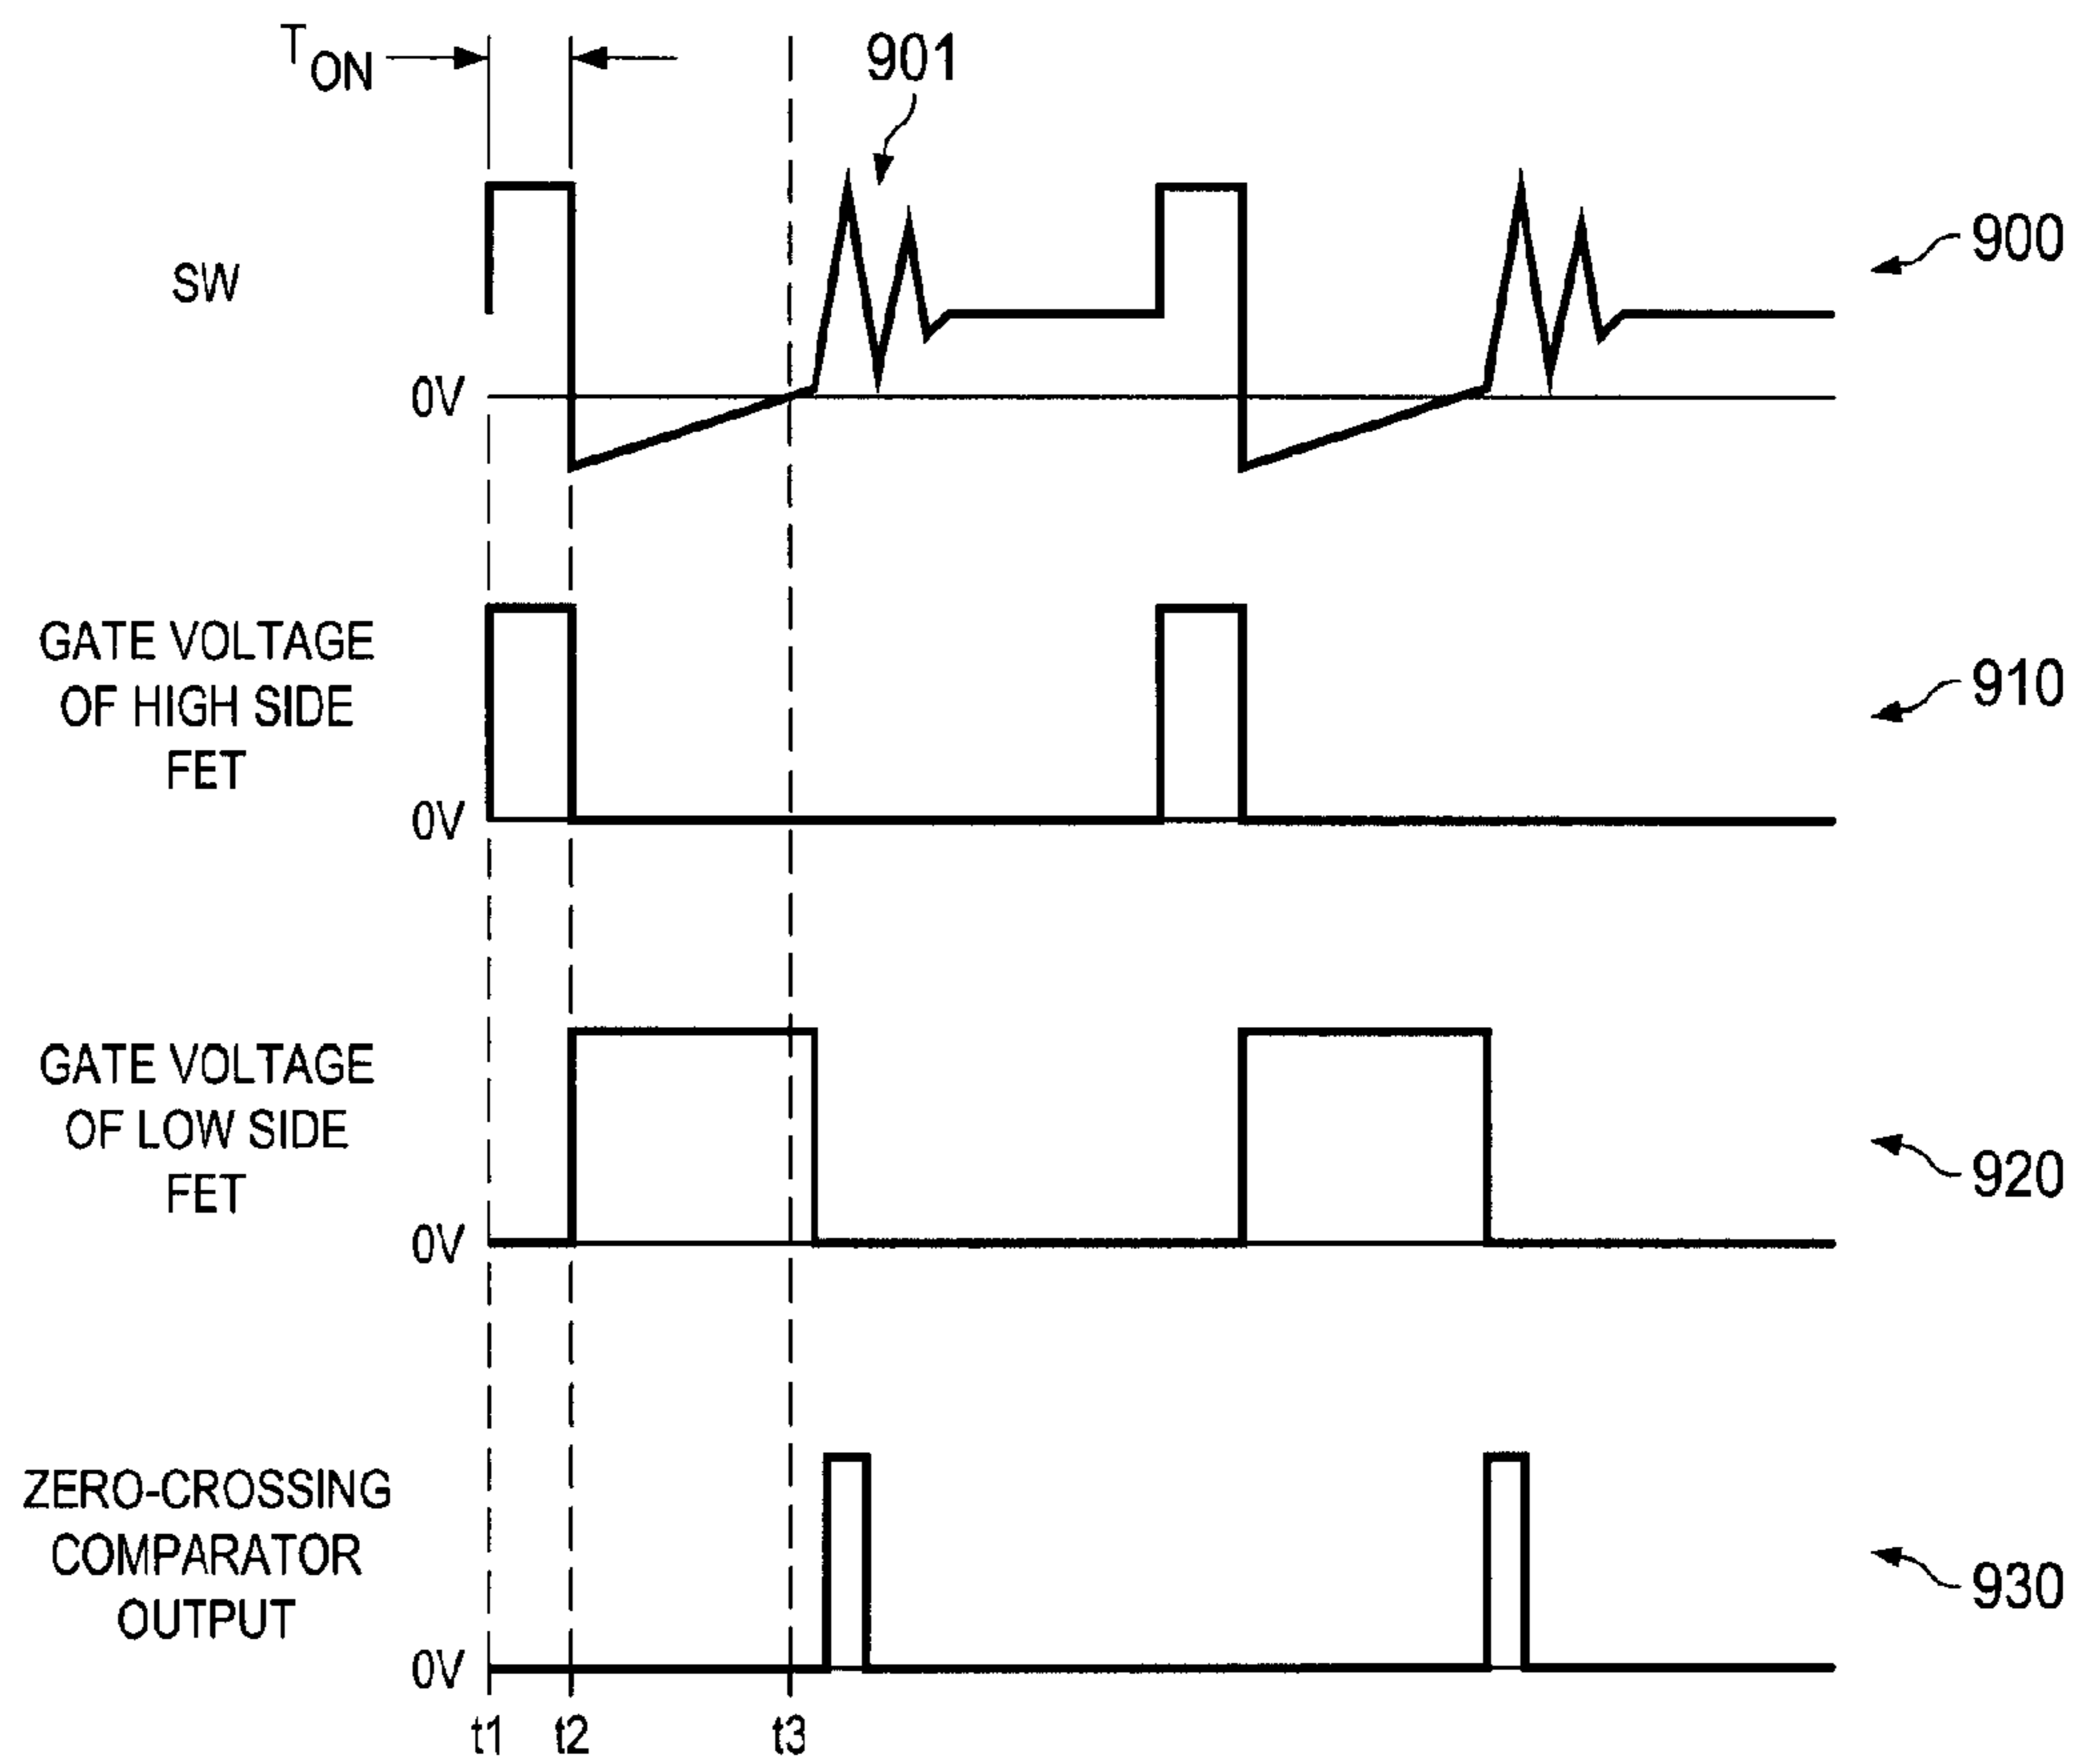 TON
901
SW
900
0V
GATE VOLTAGE
OF HIGH SIDE
FET
910
0V
GATE VOLTAGE
OF LOW SIDE
FET
920
0V
ZERO-CROSSING
COMPARATOR
OUTPUT
930
0V
t1 t2 t3